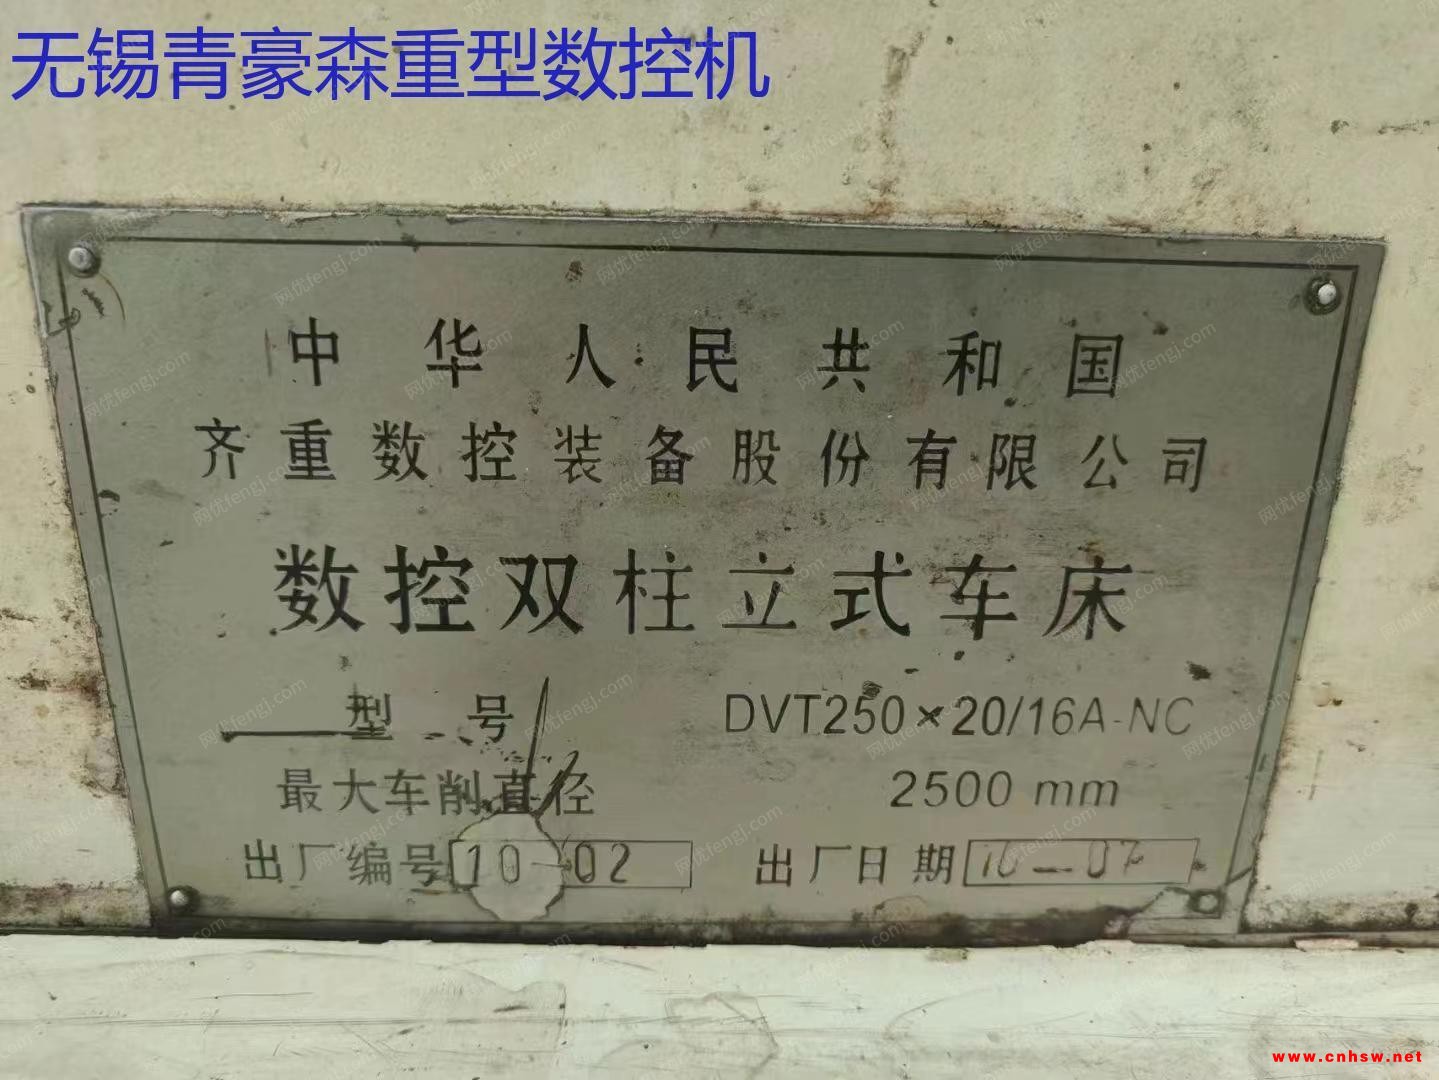 无锡青豪森重型数控机
中华人民共和国
齐重数控装备股份有限公司
数控双柱立式车床
型号 DVT250×20/16A-NC
最大车削直径 2500 mm
出厂编号 10-02 出厂日期 10-07
www.cnhsw.net